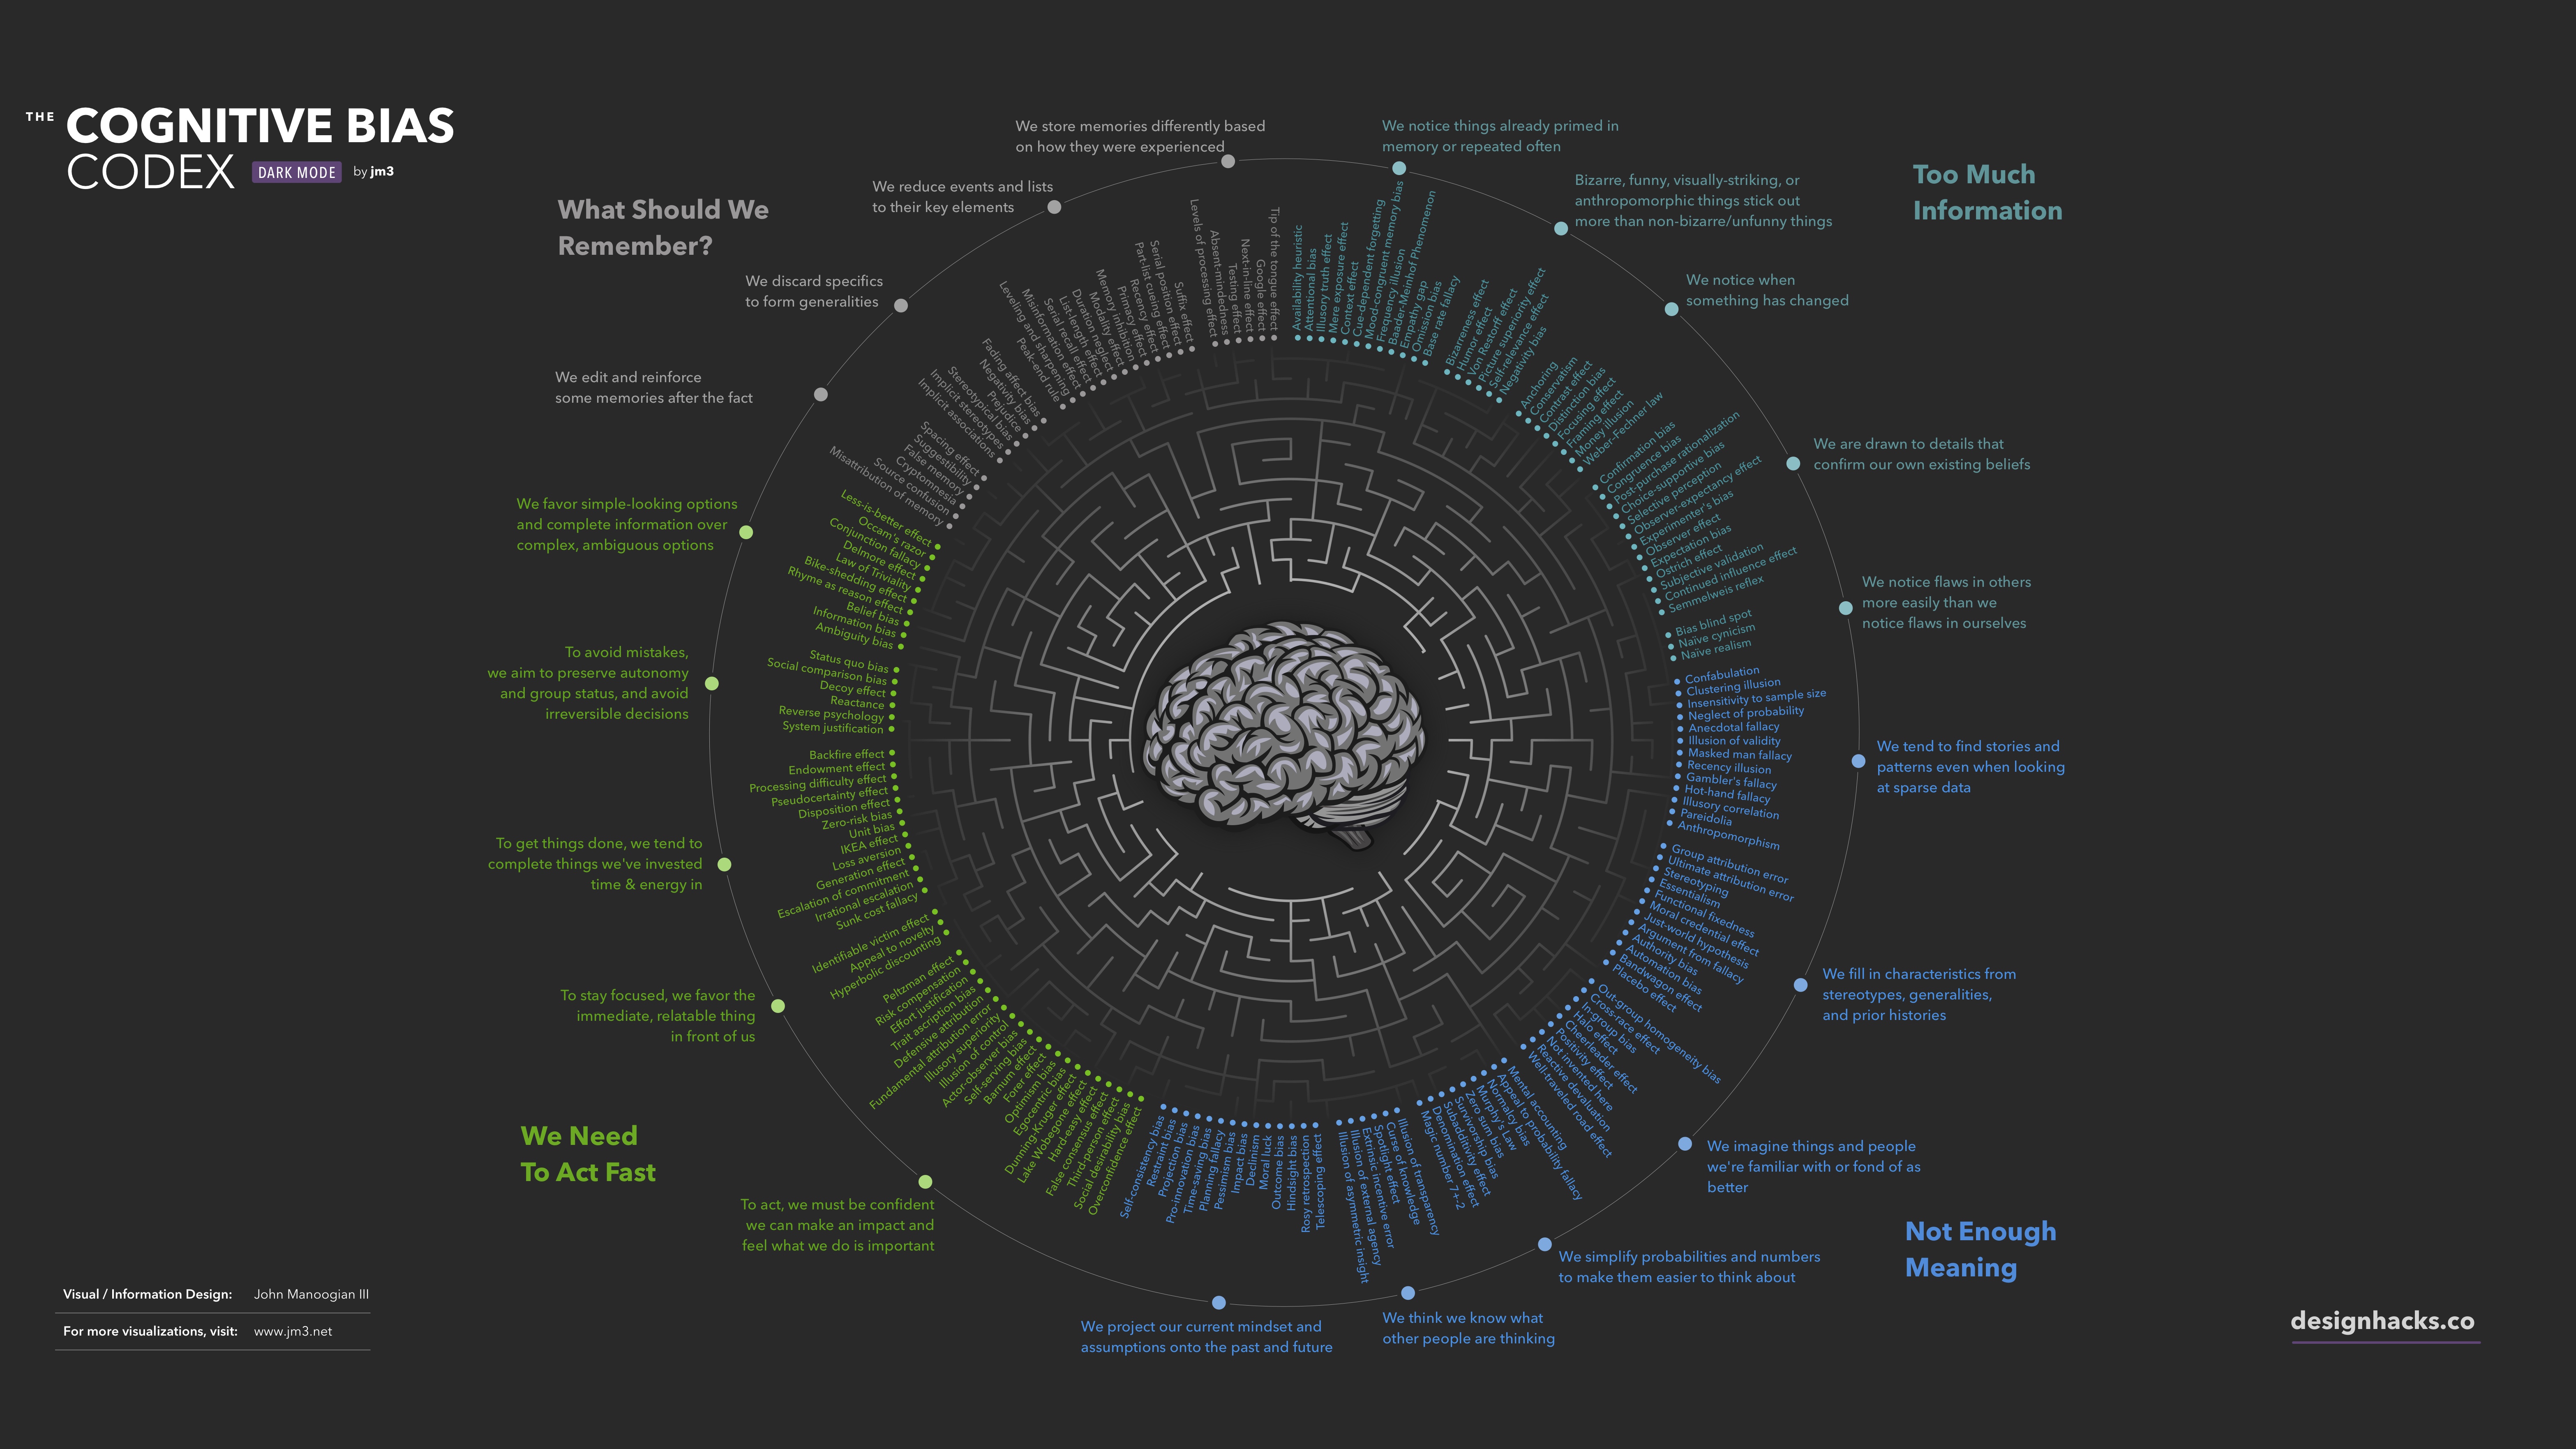 THE COGNITIVE BIAS
CODEX DARK MODE by jm3
What Should We
Remember?
We store memories differently based
on how they were experienced
We reduce events and lists
to their key elements
We discard specifics
to form generalities
We edit and reinforce
some memories after the fact
Tip of the tongue effect
Google effect
Next-in-line effect
Testing effect
Absent-mindedness
Levels of processing effect
Suffix effect
Serial position effect
Part-list cueing effect
Recency effect
Primacy effect
Memory inhibition
Modality effect
Duration neglect
List-length effect
Serial recall effect
Misinformation effect
Leveling and sharpening
Peak-end rule
Fading affect bias
Negativity bias
Prejudice
Stereotypical bias
Implicit stereotypes
Implicit associations
Spacing effect
Suggestibility
False memory
Cryptomnesia
Source confusion
Misattribution of memory
Too Much
Information
We notice things already primed in
memory or repeated often
Bizarre, funny, visually-striking, or
anthropomorphic things stick out
more than non-bizarre/unfunny things
We notice when
something has changed
We are drawn to details that
confirm our own existing beliefs
We notice flaws in others
more easily than we
notice flaws in ourselves
Availability heuristic
Attentional bias
Illusory truth effect
Mere exposure effect
Context effect
Cue-dependent forgetting
Mood-congruent memory bias
Frequency illusion
Baader-Meinhof Phenomenon
Empathy gap
Omission bias
Base rate fallacy
Bizarreness effect
Humor effect
Von Restorff effect
Picture superiority effect
Self-relevance effect
Negativity bias
Anchoring
Conservatism
Contrast effect
Distinction bias
Focusing effect
Framing effect
Money illusion
Weber-Fechner law
Confirmation bias
Congruence bias
Post-purchase rationalization
Choice-supportive bias
Selective perception
Observer-expectancy effect
Experimenter's bias
Observer effect
Expectation bias
Ostrich effect
Subjective validation
Continued influence effect
Semmelweis reflex
Bias blind spot
Naïve cynicism
Naïve realism
We tend to find stories and
patterns even when looking
at sparse data
We fill in characteristics from
stereotypes, generalities,
and prior histories
We imagine things and people
we're familiar with or fond of as
better
We simplify probabilities and numbers
to make them easier to think about
We think we know what
other people are thinking
We project our current mindset and
assumptions onto the past and future
Not Enough
Meaning
Confabulation
Clustering illusion
Insensitivity to sample size
Neglect of probability
Anecdotal fallacy
Illusion of validity
Masked man fallacy
Recency illusion
Gambler's fallacy
Hot-hand fallacy
Illusory correlation
Pareidolia
Anthropomorphism
Group attribution error
Ultimate attribution error
Stereotyping
Essentialism
Functional fixedness
Moral credential effect
Just-world hypothesis
Argument from fallacy
Authority bias
Automation bias
Bandwagon effect
Placebo effect
Out-group homogeneity bias
Cross-race effect
In-group bias
Halo effect
Cheerleader effect
Positivity effect
Not invented here
Reactive devaluation
Well-traveled road effect
Mental accounting
Appeal to probability fallacy
Normalcy bias
Murphy's Law
Zero sum bias
Survivorship bias
Subadditivity effect
Denomination effect
Magic number 7+-2
Illusion of transparency
Curse of knowledge
Spotlight effect
Extrinsic incentive error
Illusion of external agency
Illusion of asymmetric insight
Telescoping effect
Rosy retrospection
Hindsight bias
Outcome bias
Moral luck
Declinism
Impact bias
Pessimism bias
Planning fallacy
Time-saving bias
Pro-innovation bias
Projection bias
Restraint bias
Self-consistency bias
We favor simple-looking options
and complete information over
complex, ambiguous options
To avoid mistakes,
we aim to preserve autonomy
and group status, and avoid
irreversible decisions
To get things done, we tend to
complete things we've invested
time & energy in
To stay focused, we favor the
immediate, relatable thing
in front of us
To act, we must be confident
we can make an impact and
feel what we do is important
We Need
To Act Fast
Less-is-better effect
Occam's razor
Conjunction fallacy
Delmore effect
Law of Triviality
Bike-shedding effect
Rhyme as reason effect
Belief bias
Information bias
Ambiguity bias
Status quo bias
Social comparison bias
Decoy effect
Reactance
Reverse psychology
System justification
Backfire effect
Endowment effect
Processing difficulty effect
Pseudocertainty effect
Disposition effect
Zero-risk bias
Unit bias
IKEA effect
Loss aversion
Generation effect
Escalation of commitment
Irrational escalation
Sunk cost fallacy
Identifiable victim effect
Appeal to novelty
Hyperbolic discounting
Peltzman effect
Risk compensation
Effort justification
Trait ascription bias
Defensive attribution
Fundamental attribution error
Illusory superiority
Illusion of control
Actor-observer bias
Self-serving bias
Barnum effect
Forer effect
Optimism bias
Egocentric bias
Dunning-Kruger effect
Lake Wobegone effect
Hard-easy effect
False consensus effect
Third-person effect
Social desirability bias
Overconfidence effect
Visual / Information Design: John Manoogian III
For more visualizations, visit: www.jm3.net
designhacks.co